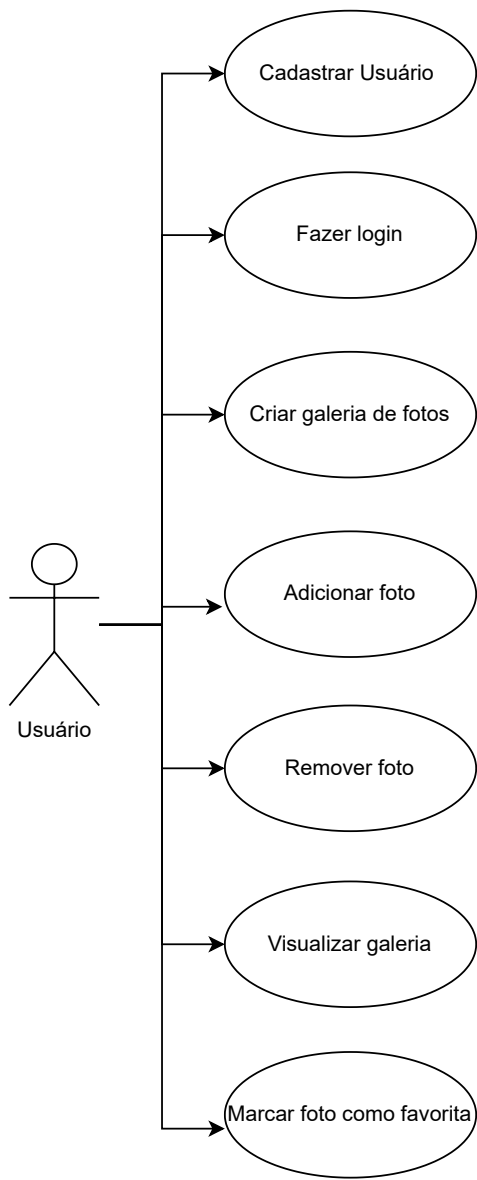 Cadastrar Usuário
Fazer login
Criar galeria de fotos
Adicionar foto
Usuário
Remover foto
Visualizar galeria
Marcar foto como favorita